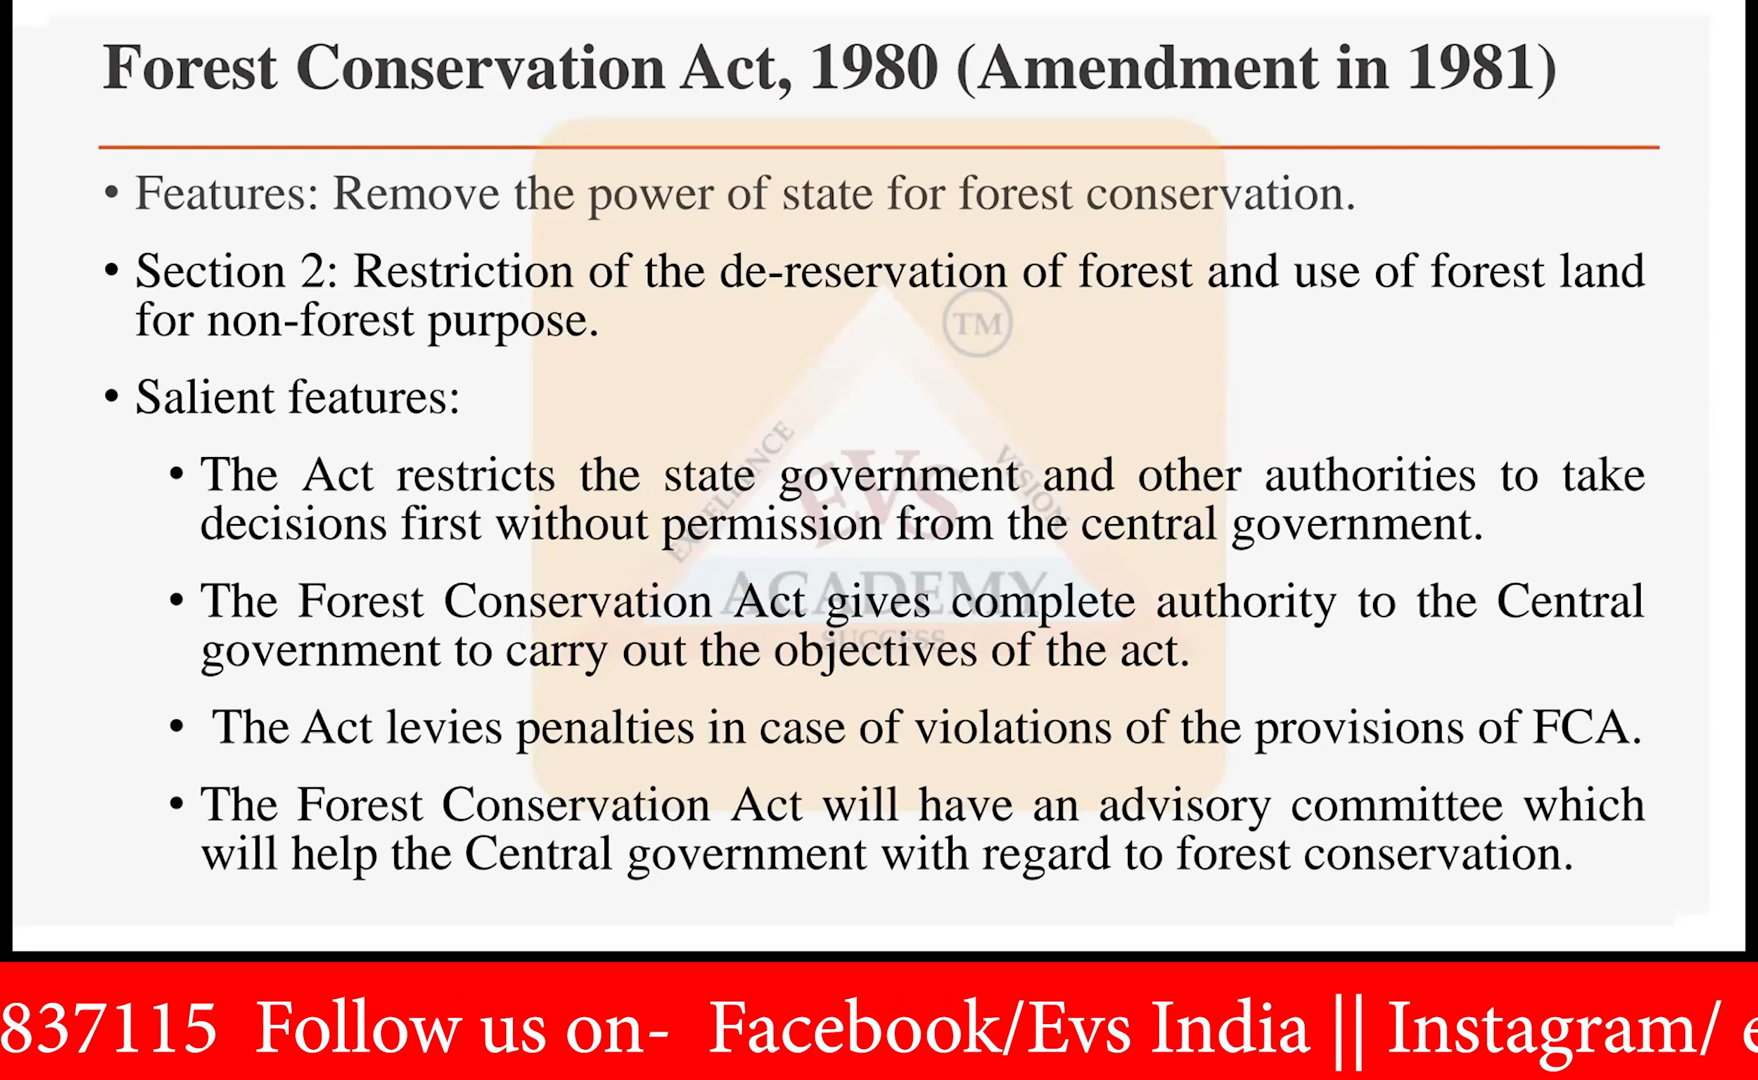 Forest Conservation Act, 1980 (Amendment in 1981)
• Features: Remove the power of state for forest conservation.
• Section 2: Restriction of the de-reservation of forest and use of forest land
for non-forest purpose.
• Salient features:
• The Act restricts the state government and other authorities to take
decisions first without permission from the central government.
• The Forest Conservation Act gives complete authority to the Central
government to carry out the objectives of the act.
• The Act levies penalties in case of violations of the provisions of FCA.
• The Forest Conservation Act will have an advisory committee which
will help the Central government with regard to forest conservation.
TM
EXCELLENCE
VISION
EVS
ACADEMY
SUCCESS
837115 Follow us on- Facebook/Evs India || Instagram/ e